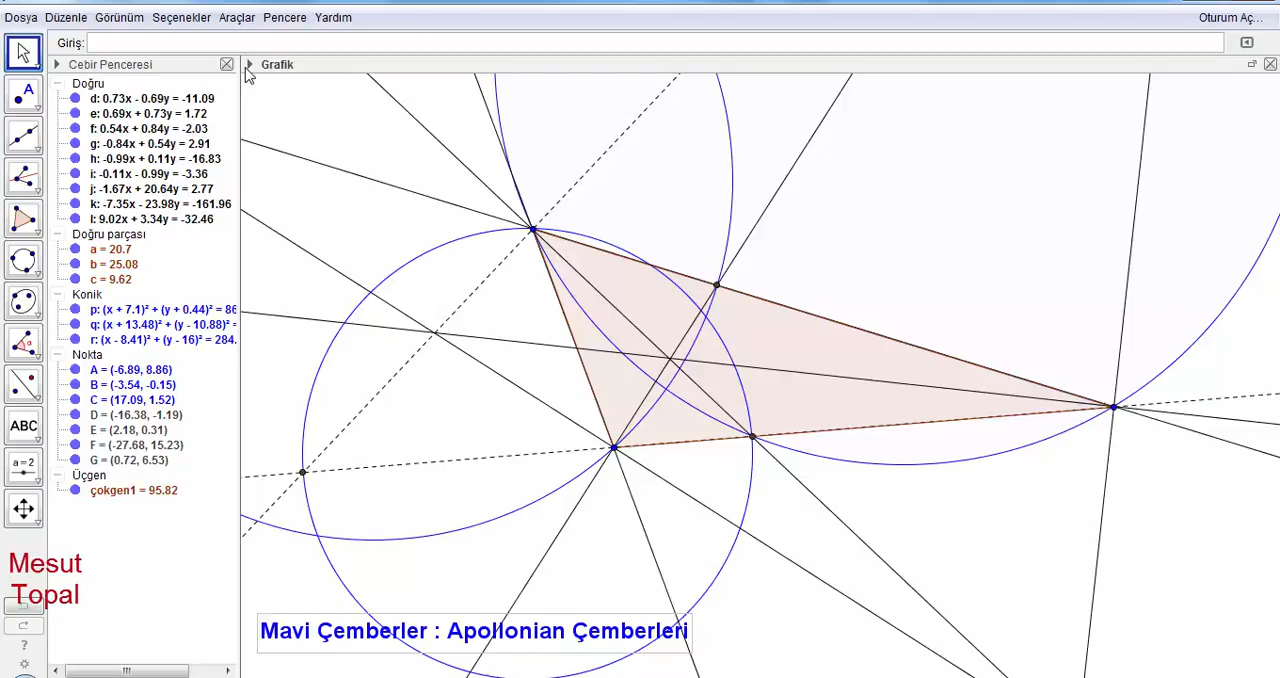 Dosya Düzenle Görünüm Seçenekler Araçlar Pencere Yardım Oturum Aç...
Giriş:
Cebir Penceresi
Grafik
Doğru
d: 0.73x - 0.69y = -11.09
e: 0.69x + 0.73y = 1.72
f: 0.54x + 0.84y = -2.03
g: -0.84x + 0.54y = 2.91
h: -0.99x + 0.11y = -16.83
i: -0.11x - 0.99y = -3.36
j: -1.67x + 20.64y = 2.77
k: -7.35x - 23.98y = -161.96
l: 9.02x + 3.34y = -32.46
Doğru parçası
a = 20.7
b = 25.08
c = 9.62
Konik
p: (x + 7.1)² + (y + 0.44)² = 86
q: (x + 13.48)² + (y - 10.88)² =
r: (x - 8.41)² + (y - 16)² = 284.
Nokta
A = (-6.89, 8.86)
B = (-3.54, -0.15)
C = (17.09, 1.52)
D = (-16.38, -1.19)
E = (2.18, 0.31)
F = (-27.68, 15.23)
G = (0.72, 6.53)
Üçgen
çokgen1 = 95.82
A
α
ABC
a=2
Mesut
Topal
?
Mavi Çemberler : Apollonian Çemberleri